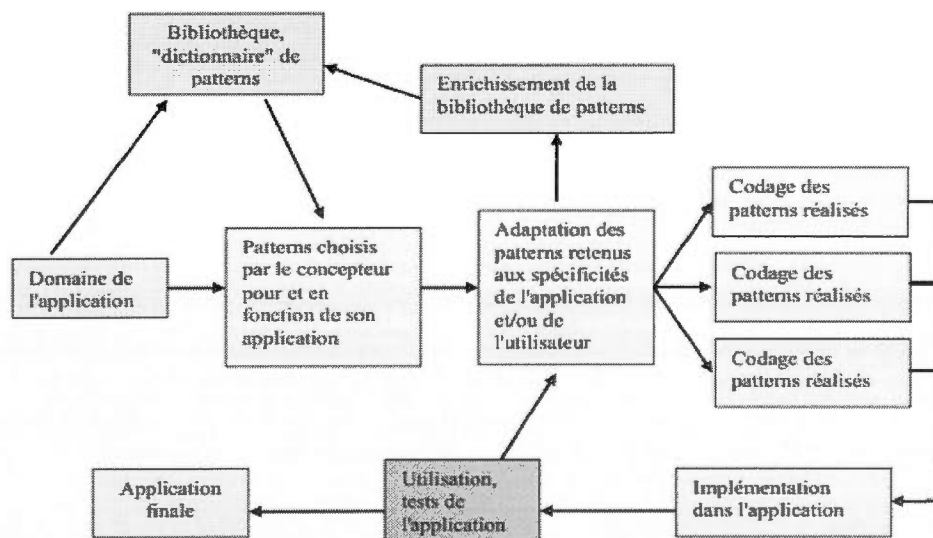 Bibliothèque,
"dictionnaire" de
patterns
Enrichissement de la
bibliothèque de patterns
Domaine de
l'application
Patterns choisis
par le concepteur
pour et en
fonction de son
application
Adaptation des
patterns retenus
aux spécificités
de l'application
et/ou de
l'utilisateur
Codage des
patterns réalisés
Codage des
patterns réalisés
Codage des
patterns réalisés
Application
finale
Utilisation,
tests de
l'application
Implémentation
dans l'application